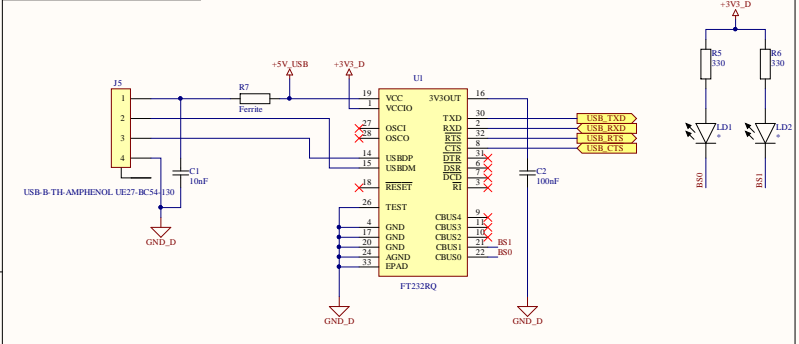 +3V3_D
R5
330
R6
330
LD1
*
LD2
*
BS0
BS1
J5
1
2
3
4
USB-B-TH-AMPHENOL UE27-BC54-130
C1
10nF
GND_D
R7
Ferrite
+5V_USB
+3V3_D
U1
19 VCC
1 VCCIO
27 OSCI
28 OSCO
14 USBDP
15 USBDM
18 RESET
26 TEST
4 GND
17 GND
20 GND
24 AGND
33 EPAD
3V3OUT 16
TXD 30
RXD 2
RTS 32
CTS 8
DTR 31
DSR 6
DCD 7
RI 3
CBUS4 9
CBUS3 11
CBUS2 10
CBUS1 21 BS1
CBUS0 22 BS0
FT232RQ
USB_TXD
USB_RXD
USB_RTS
USB_CTS
C2
100nF
GND_D
GND_D